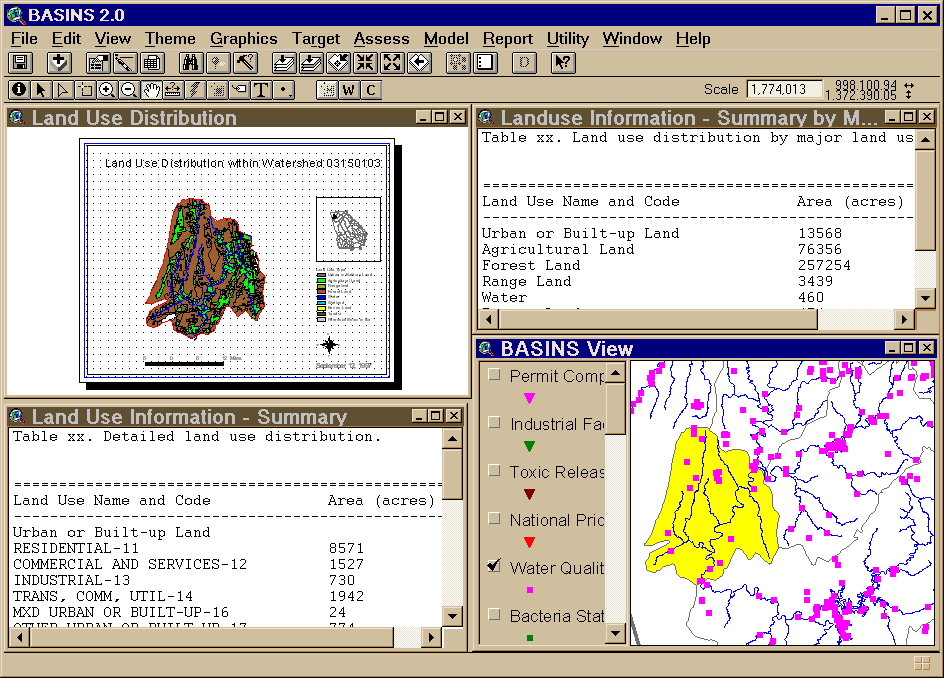 BASINS 2.0
File Edit View Theme Graphics Target Assess Model Report Utility Window Help
D
T W C
Scale 1,774,013 998,100.94
1,372,390.05
Land Use Distribution
Land Use Distribution within Watershed 03150103
September, 12, 1997
Landuse Information - Summary by M...
Table xx. Land use distribution by major land us
================================================
Land Use Name and Code Area (acres)
------------------------------------------------
Urban or Built-up Land 13568
Agricultural Land 76356
Forest Land 257254
Range Land 3439
Water 460
Land Use Information - Summary
Table xx. Detailed land use distribution.
================================================
Land Use Name and Code Area (acres)
------------------------------------------------
Urban or Built-up Land
RESIDENTIAL-11 8571
COMMERCIAL AND SERVICES-12 1527
INDUSTRIAL-13 730
TRANS, COMM, UTIL-14 1942
MXD URBAN OR BUILT-UP-16 24
OTHER URBAN OR BUILT-UP-17 774
BASINS View
Permit Comp
Industrial Fa
Toxic Releas
National Pric
Water Qualit
Bacteria Stat